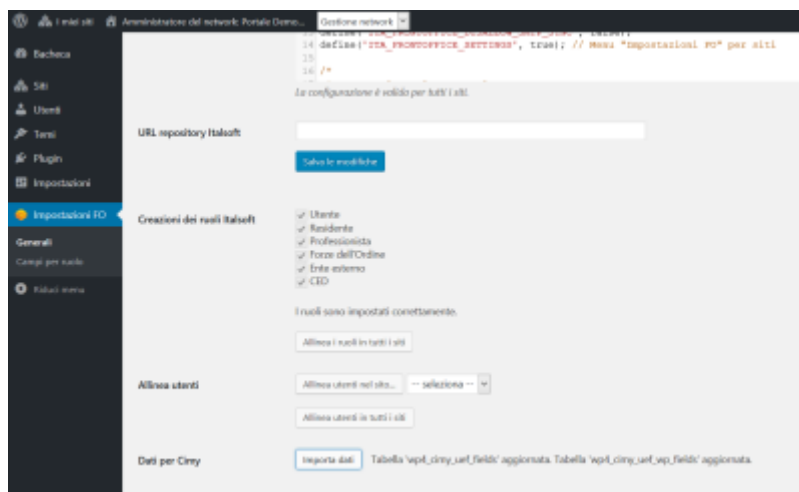 I miei siti Amministratore del network: Portale Demo... Gestione network
14 define('ITA_FRONTOFFICE_SETTINGS', true); // Menu "Impostazioni FO" per siti
15
16 /*
La configurazione è valida per tutti i siti.
Bacheca
Siti
Utenti
Temi
Plugin
Impostazioni
Impostazioni FO
Generali
Campi per ruolo
Riduci menu
URL repository Italsoft
Salva le modifiche
Creazioni dei ruoli Italsoft
Utente
Residente
Professionista
Forze dell'Ordine
Ente esterno
CED
I ruoli sono impostati correttamente.
Allinea i ruoli in tutti i siti
Allinea utenti
Allinea utenti nel sito... -- seleziona --
Allinea utenti in tutti i siti
Dati per Cimy
Importa dati Tabella 'wp4_cimy_uef_fields' aggiornata. Tabella 'wp4_cimy_uef_wp_fields' aggiornata.